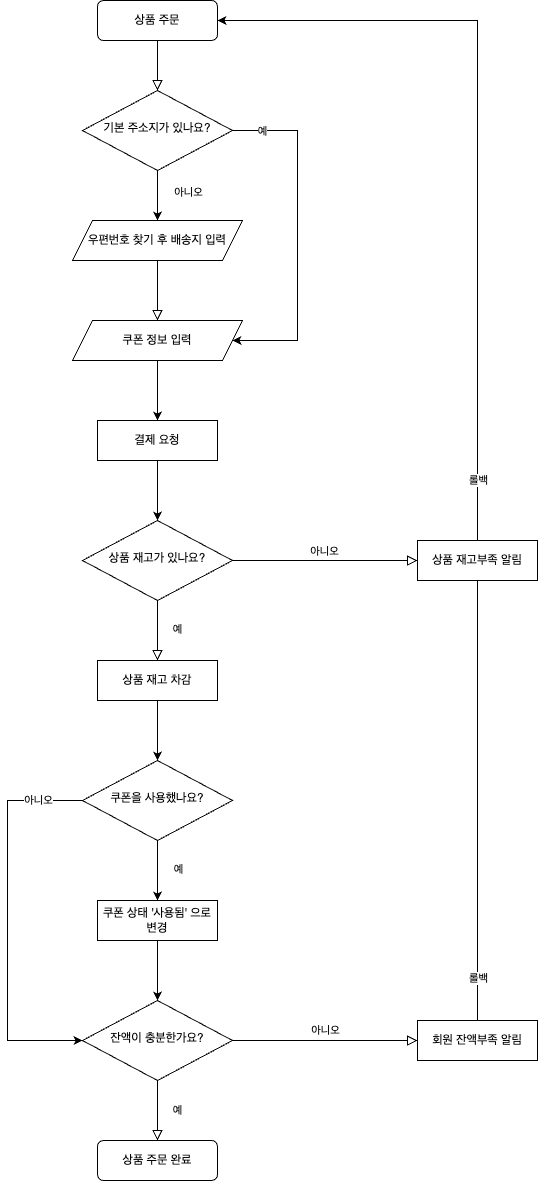 상품 주문
기본 주소지가 있나요?
예
아니오
우편번호 찾기 후 배송지 입력
쿠폰 정보 입력
결제 요청
롤백
상품 재고가 있나요?
아니오
상품 재고부족 알림
예
상품 재고 차감
쿠폰을 사용했나요?
아니오
예
쿠폰 상태 '사용됨' 으로
변경
롤백
잔액이 충분한가요?
아니오
회원 잔액부족 알림
예
상품 주문 완료